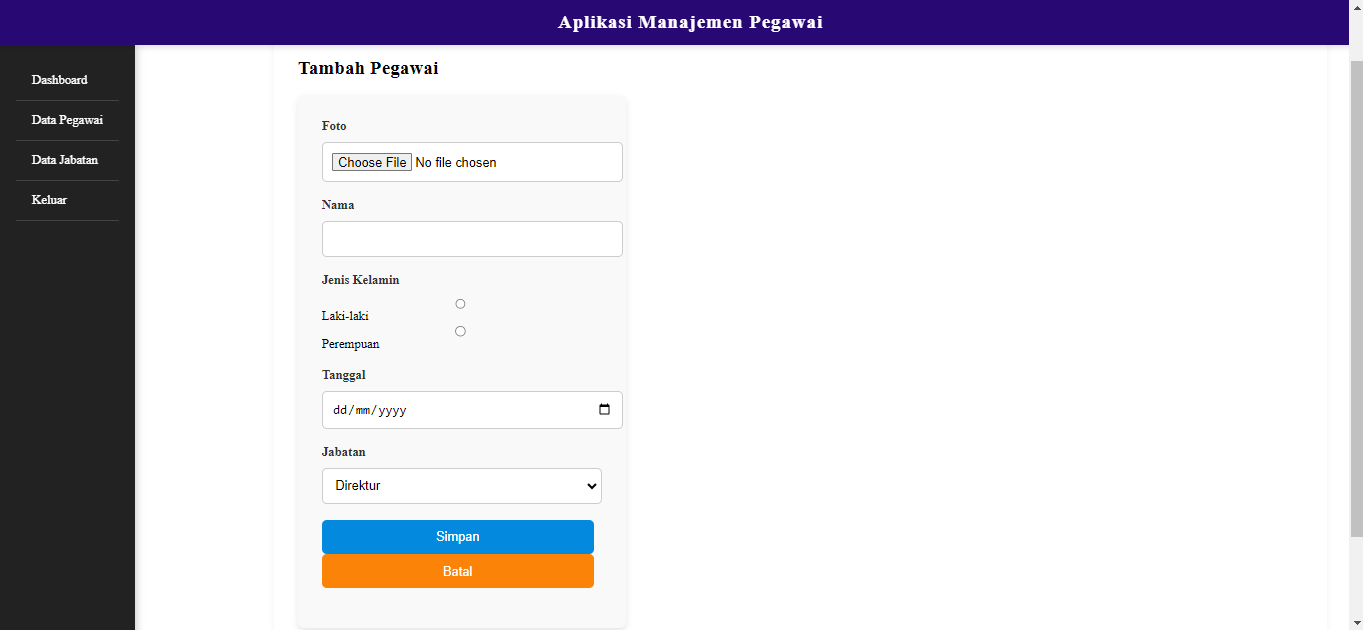 Aplikasi Manajemen Pegawai
Dashboard
Data Pegawai
Data Jabatan
Keluar
Tambah Pegawai
Foto
Choose File No file chosen
Nama
Jenis Kelamin
Laki-laki
Perempuan
Tanggal
dd/mm/yyyy
Jabatan
Direktur
Simpan
Batal